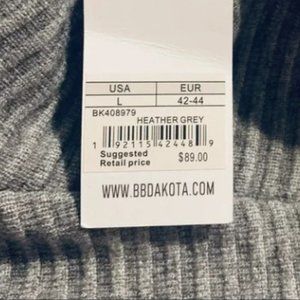 USA EUR
L 42-44
BK408979
HEATHER GREY
1 92115 42448 9
Suggested
Retail price $89.00
WWW.BBDAKOTA.COM